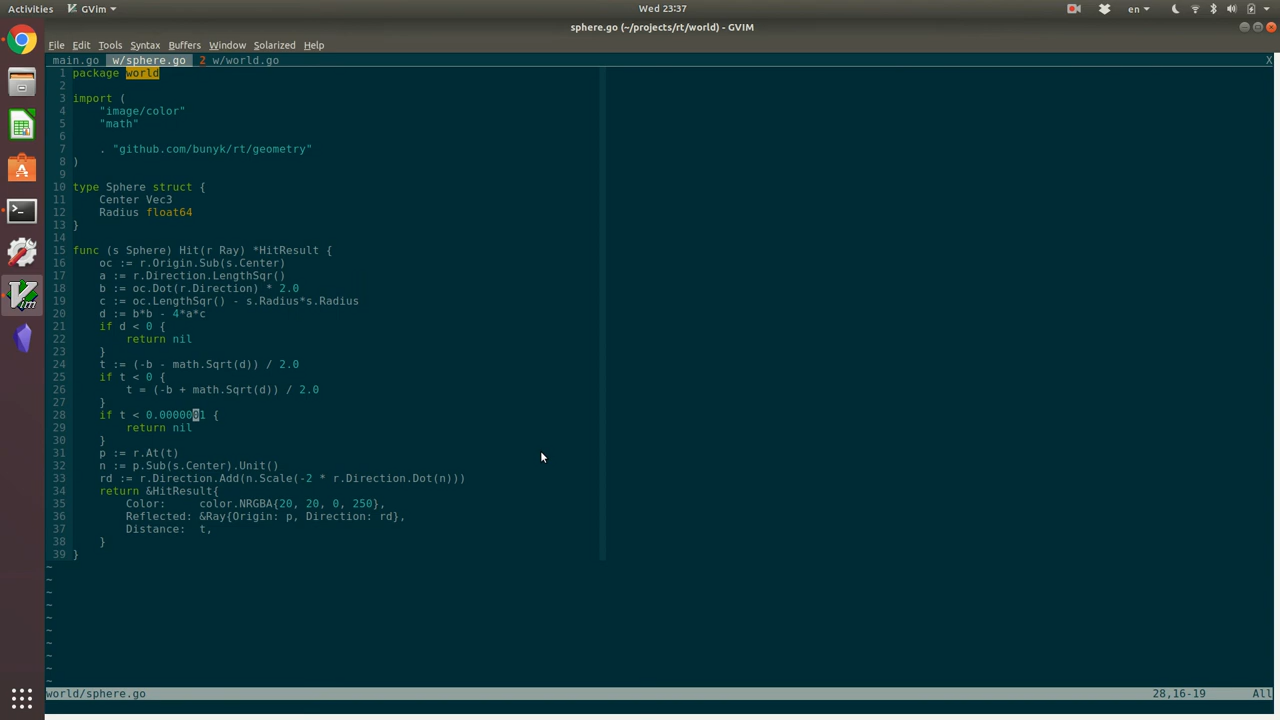 Activities GVim Wed 23:37 en
sphere.go (~/projects/rt/world) - GVIM
File Edit Tools Syntax Buffers Window Solarized Help
main.go w/sphere.go 2 w/world.go X
1 package world
2
3 import (
4     "image/color"
5     "math"
6
7     . "github.com/bunyk/rt/geometry"
8 )
9
10 type Sphere struct {
11     Center Vec3
12     Radius float64
13 }
14
15 func (s Sphere) Hit(r Ray) *HitResult {
16     oc := r.Origin.Sub(s.Center)
17     a := r.Direction.LengthSqr()
18     b := oc.Dot(r.Direction) * 2.0
19     c := oc.LengthSqr() - s.Radius*s.Radius
20     d := b*b - 4*a*c
21     if d < 0 {
22         return nil
23     }
24     t := (-b - math.Sqrt(d)) / 2.0
25     if t < 0 {
26         t = (-b + math.Sqrt(d)) / 2.0
27     }
28     if t < 0.0000001 {
29         return nil
30     }
31     p := r.At(t)
32     n := p.Sub(s.Center).Unit()
33     rd := r.Direction.Add(n.Scale(-2 * r.Direction.Dot(n)))
34     return &HitResult{
35         Color:     color.NRGBA{20, 20, 0, 250},
36         Reflected: &Ray{Origin: p, Direction: rd},
37         Distance:  t,
38     }
39 }
~
~
~
~
~
~
~
~
~
~
world/sphere.go 28,16-19 All